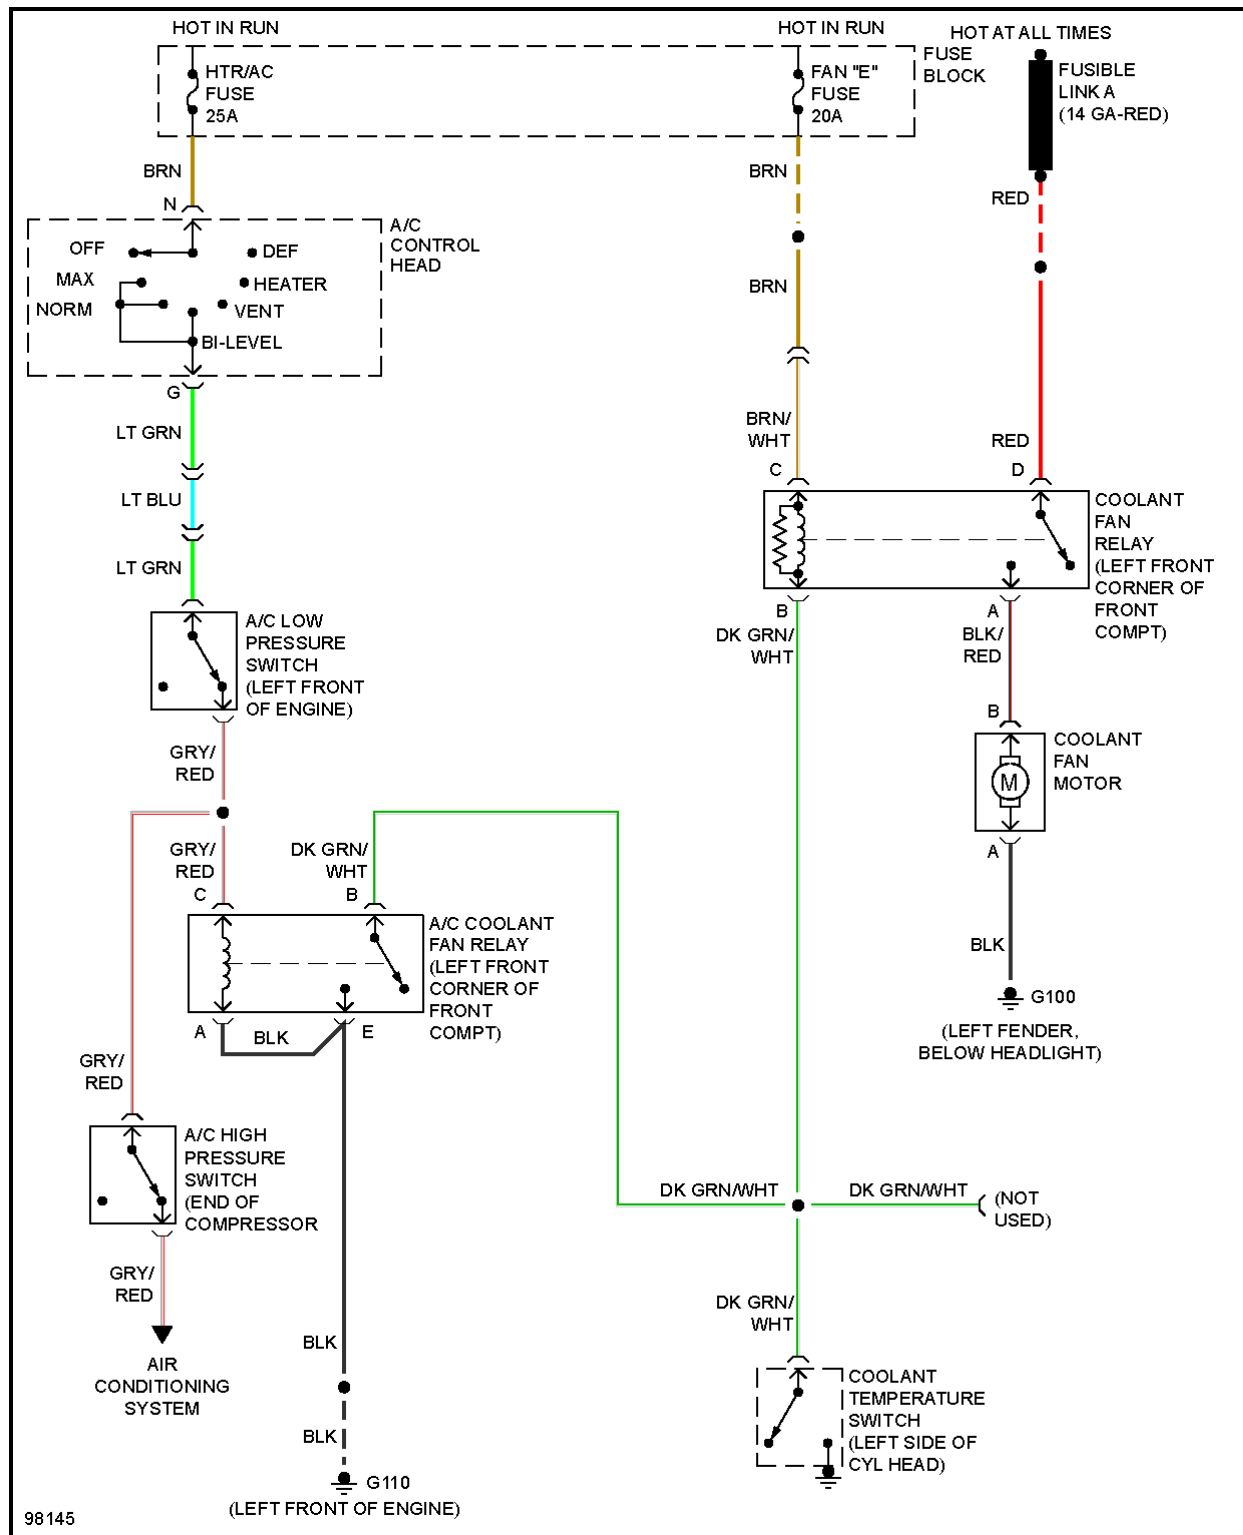 HOT IN RUN
HOT IN RUN
HOT AT ALL TIMES
HTR/AC
FUSE
25A
FAN "E"
FUSE
20A
FUSE
BLOCK
FUSIBLE
LINK A
(14 GA-RED)
BRN
BRN
RED
N
A/C
CONTROL
HEAD
OFF
DEF
MAX
HEATER
NORM
VENT
BI-LEVEL
BRN
G
LT GRN
BRN/
WHT
RED
C
D
LT BLU
LT GRN
COOLANT
FAN
RELAY
(LEFT FRONT
CORNER OF
FRONT
COMPT)
B
A
A/C LOW
PRESSURE
SWITCH
(LEFT FRONT
OF ENGINE)
DK GRN/
WHT
BLK/
RED
B
COOLANT
FAN
MOTOR
M
A
GRY/
RED
GRY/
RED
DK GRN/
WHT
C
B
A/C COOLANT
FAN RELAY
(LEFT FRONT
CORNER OF
FRONT
COMPT)
BLK
G100
(LEFT FENDER,
BELOW HEADLIGHT)
A
BLK
E
GRY/
RED
A/C HIGH
PRESSURE
SWITCH
(END OF
COMPRESSOR
DK GRN/WHT
DK GRN/WHT
(NOT
USED)
GRY/
RED
DK GRN/
WHT
AIR
CONDITIONING
SYSTEM
BLK
BLK
COOLANT
TEMPERATURE
SWITCH
(LEFT SIDE OF
CYL HEAD)
G110
(LEFT FRONT OF ENGINE)
98145